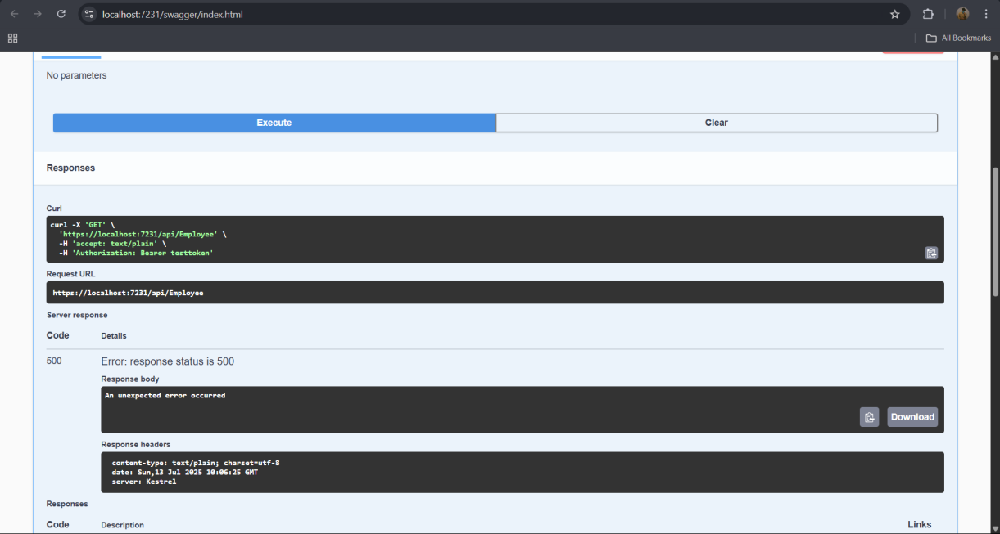 localhost:7231/swagger/index.html
All Bookmarks
No parameters
Execute
Clear
Responses
Curl
curl -X 'GET' \
'https://localhost:7231/api/Employee' \
-H 'accept: text/plain' \
-H 'Authorization: Bearer testtoken'
Request URL
https://localhost:7231/api/Employee
Server response
Code Details
500 Error: response status is 500
Response body
An unexpected error occurred
Download
Response headers
content-type: text/plain; charset=utf-8
date: Sun,13 Jul 2025 10:06:25 GMT
server: Kestrel
Responses
Code Description Links